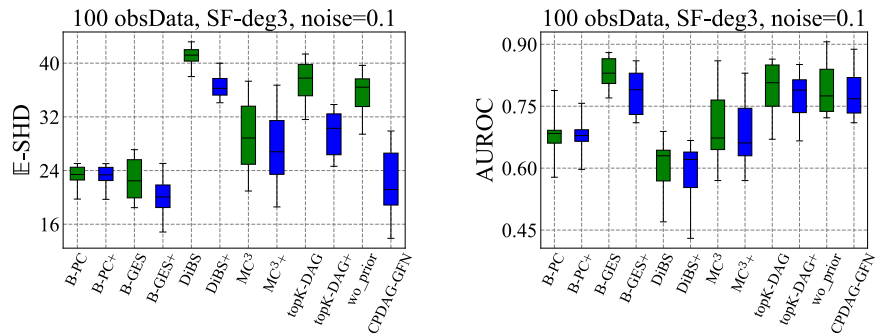 100 obsData, SF-deg3, noise=0.1
𝔼-SHD
40
32
24
16
B-PC
B-PC+
B-GES
B-GES+
DiBS
DiBS+
MC³
MC³+
topK-DAG
topK-DAG+
wo_prior
CPDAG-GFN
100 obsData, SF-deg3, noise=0.1
AUROC
0.90
0.75
0.60
0.45
B-PC
B-PC+
B-GES
B-GES+
DiBS
DiBS+
MC³
MC³+
topK-DAG
topK-DAG+
wo_prior
CPDAG-GFN